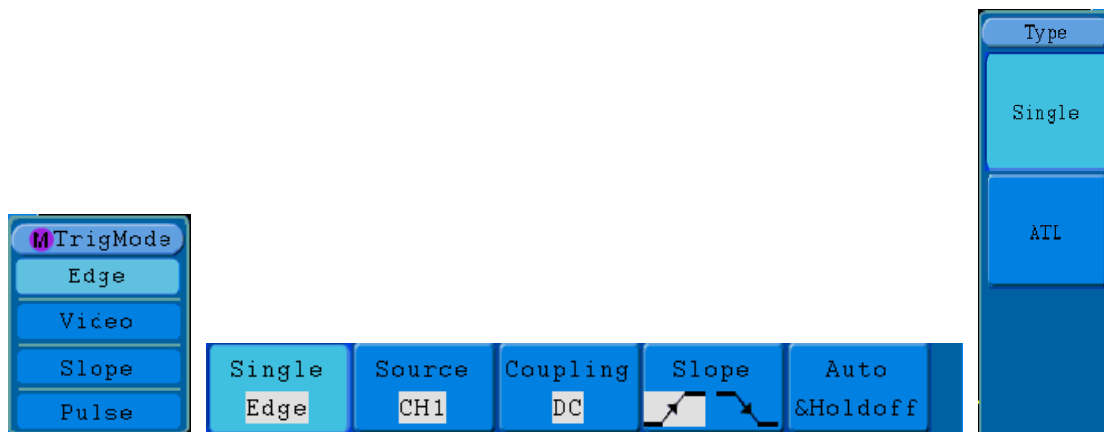 M TrigMode
Edge
Video
Slope
Pulse
Single
Edge
Source
CH1
Coupling
DC
Slope
Auto
&Holdoff
Type
Single
ATL